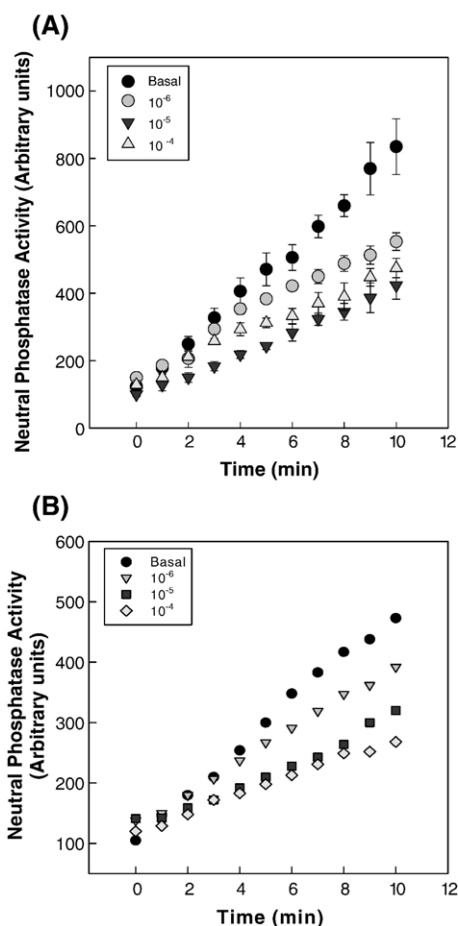 (A)
Neutral Phosphatase Activity (Arbitrary units)
1000
800
600
400
200
0
Basal
10⁻⁶
10⁻⁵
10⁻⁴
0 2 4 6 8 10 12
Time (min)
(B)
Neutral Phosphatase Activity
(Arbitrary units)
600
500
400
300
200
100
Basal
10⁻⁶
10⁻⁵
10⁻⁴
0 2 4 6 8 10 12
Time (min)